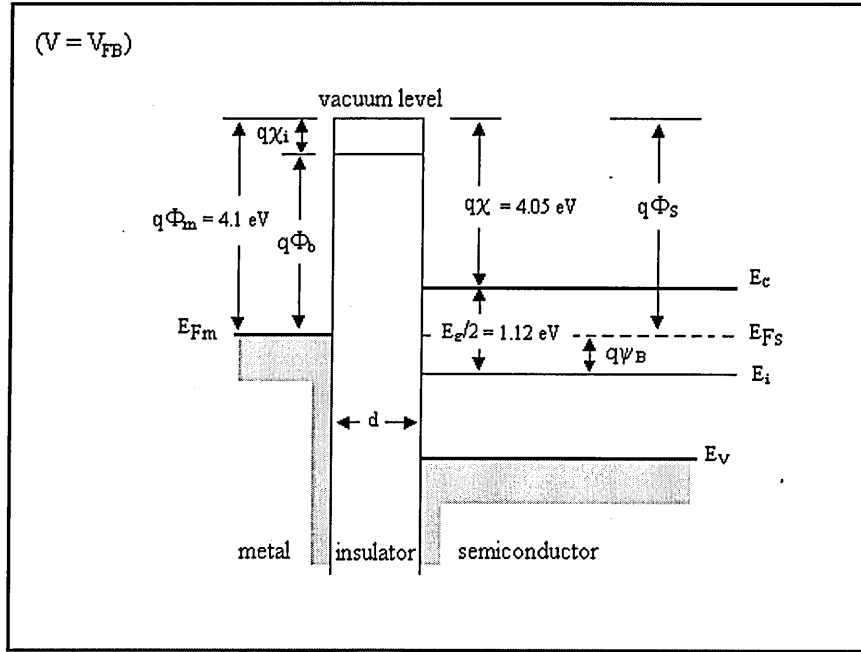 (V = V_FB)
vacuum level
qχi
qΦm = 4.1 eV
qΦb
qχ = 4.05 eV
qΦs
Ec
EFm
Eg/2 = 1.12 eV
EFs
qψB
Ei
d
Ev
metal
insulator
semiconductor